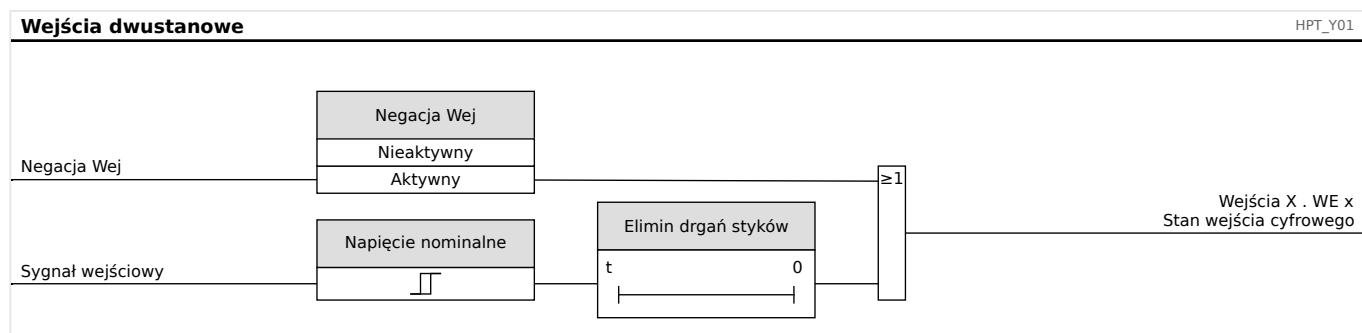 Wejścia dwustanowe
HPT_Y01
Negacja Wej
Nieaktywny
Negacja Wej
Aktywny
≥1
Wejścia X . WE x
Stan wejścia cyfrowego
Napięcie nominalne
Elimin drgań styków
Sygnał wejściowy
t 0